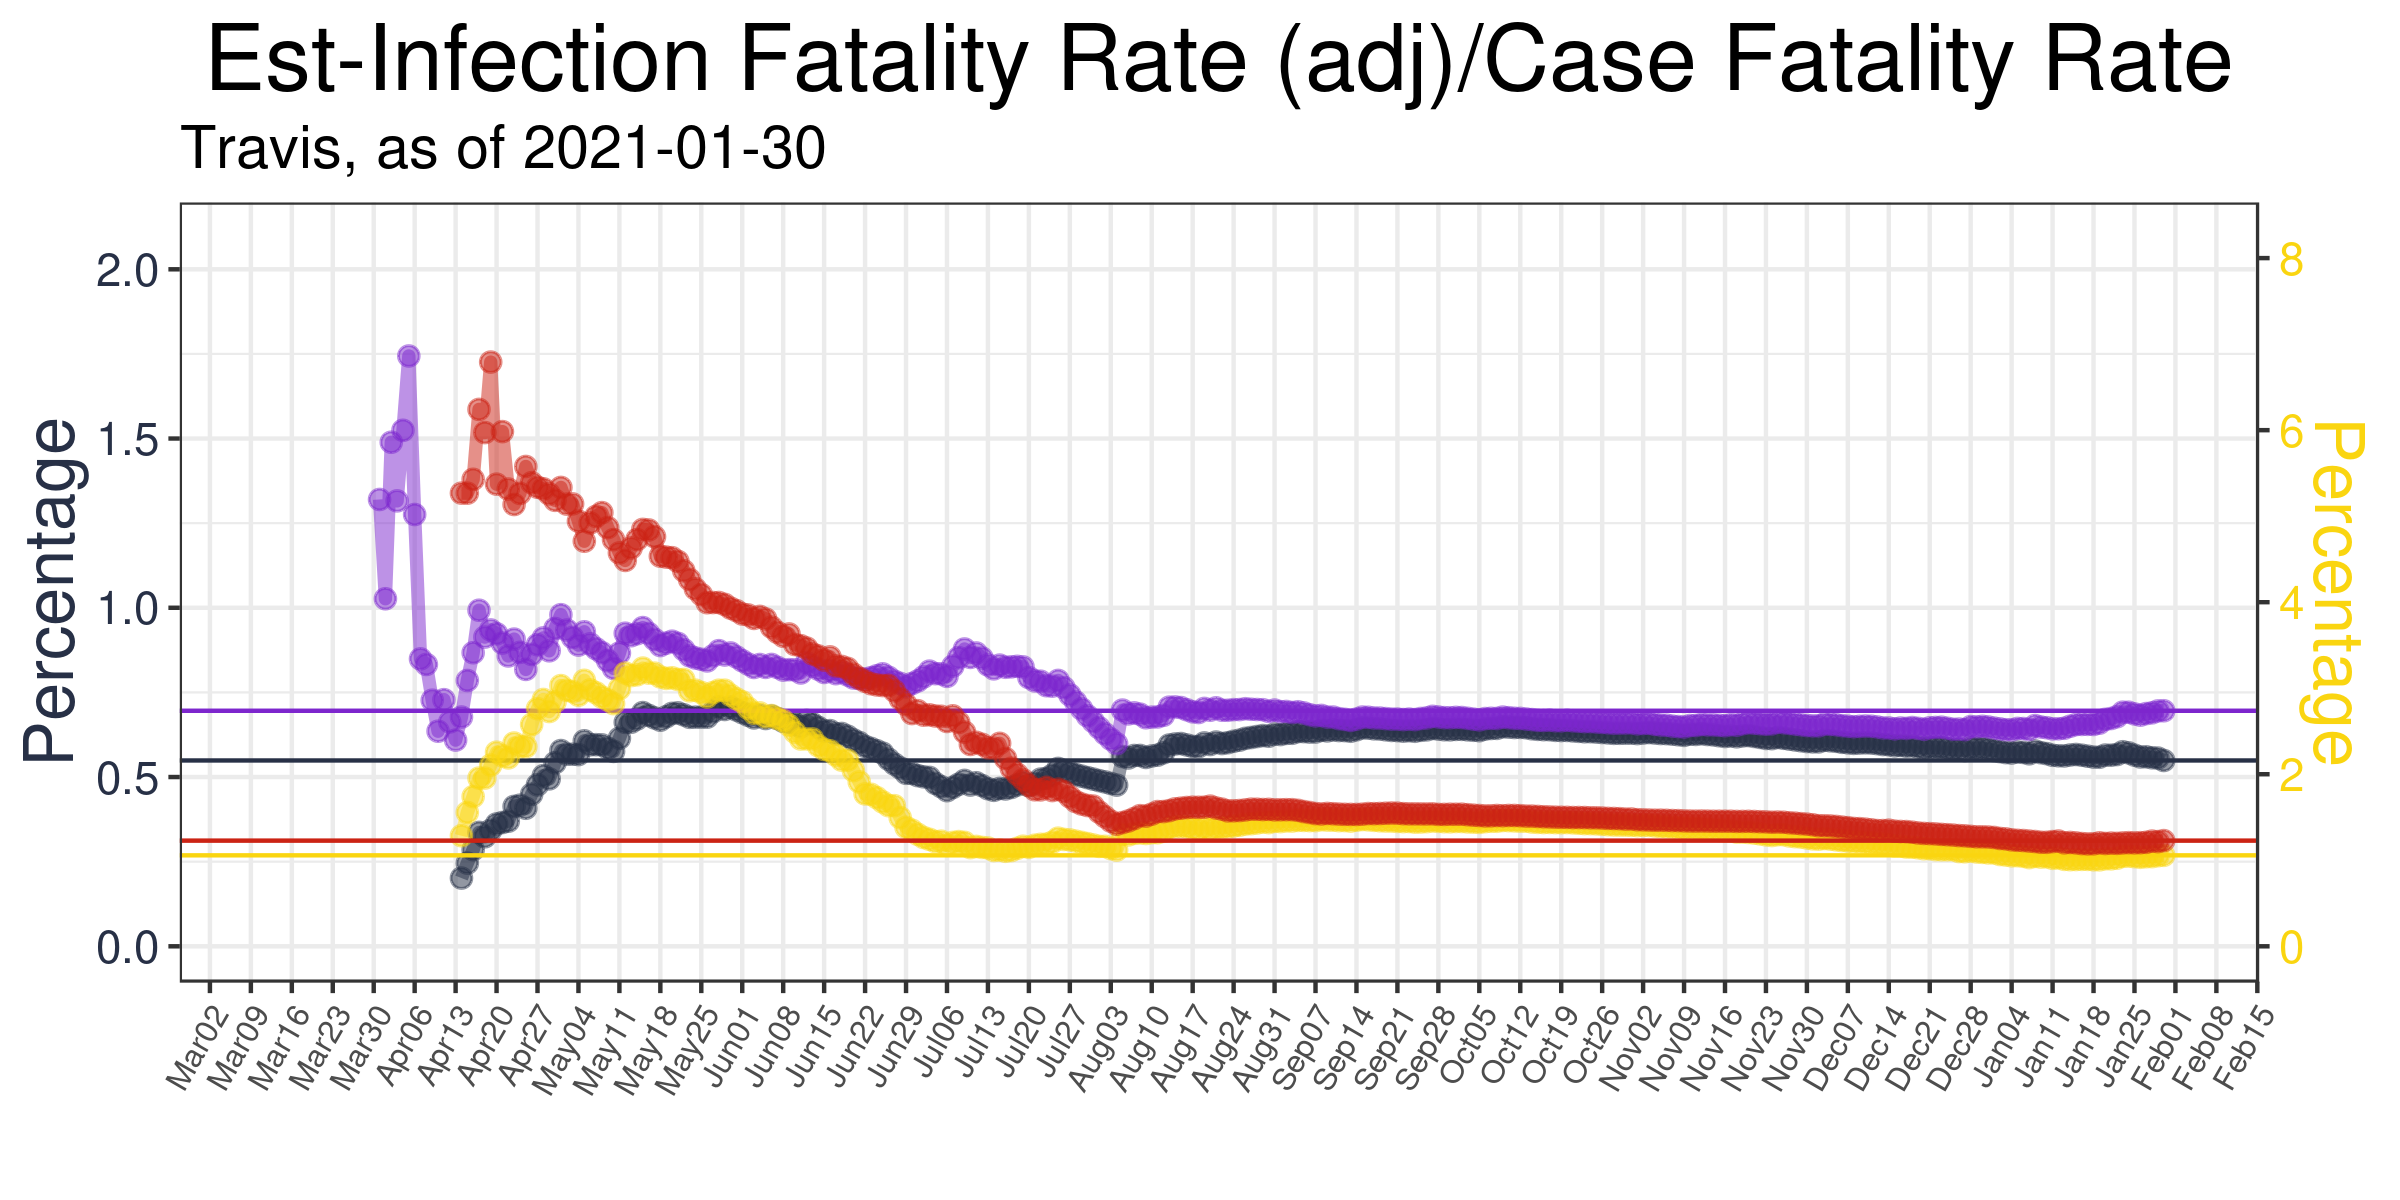 Est-Infection Fatality Rate (adj)/Case Fatality Rate
Travis, as of 2021-01-30
Percentage
2.0
1.5
1.0
0.5
0.0
8
6
4
2
0
Percentage
Mar02
Mar09
Mar16
Mar23
Mar30
Apr06
Apr13
Apr20
Apr27
May04
May11
May18
May25
Jun01
Jun08
Jun15
Jun22
Jun29
Jul06
Jul13
Jul20
Jul27
Aug03
Aug10
Aug17
Aug24
Aug31
Sep07
Sep14
Sep21
Sep28
Oct05
Oct12
Oct19
Oct26
Nov02
Nov09
Nov16
Nov23
Nov30
Dec07
Dec14
Dec21
Dec28
Jan04
Jan11
Jan18
Jan25
Feb01
Feb08
Feb15